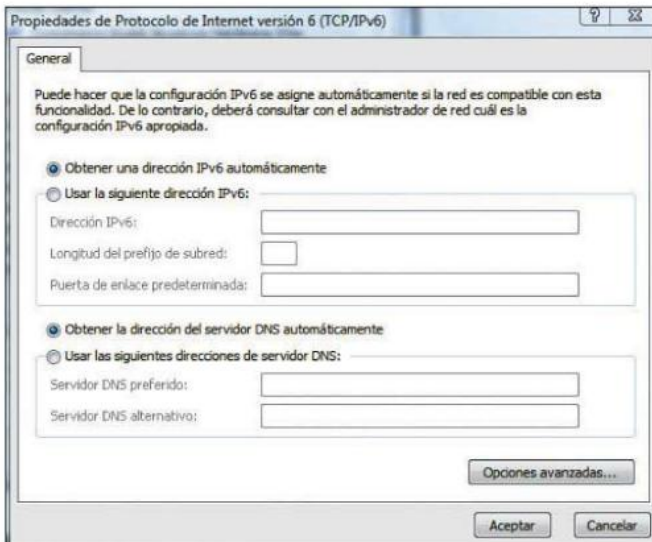 Propiedades de Protocolo de Internet versión 6 (TCP/IPv6)
General
Puede hacer que la configuración IPv6 se asigne automáticamente si la red es compatible con esta
funcionalidad. De lo contrario, deberá consultar con el administrador de red cuál es la
configuración IPv6 apropiada.
Obtener una dirección IPv6 automáticamente
Usar la siguiente dirección IPv6:
Dirección IPv6:
Longitud del prefijo de subred:
Puerta de enlace predeterminada:
Obtener la dirección del servidor DNS automáticamente
Usar las siguientes direcciones de servidor DNS:
Servidor DNS preferido:
Servidor DNS alternativo:
Opciones avanzadas...
Aceptar
Cancelar